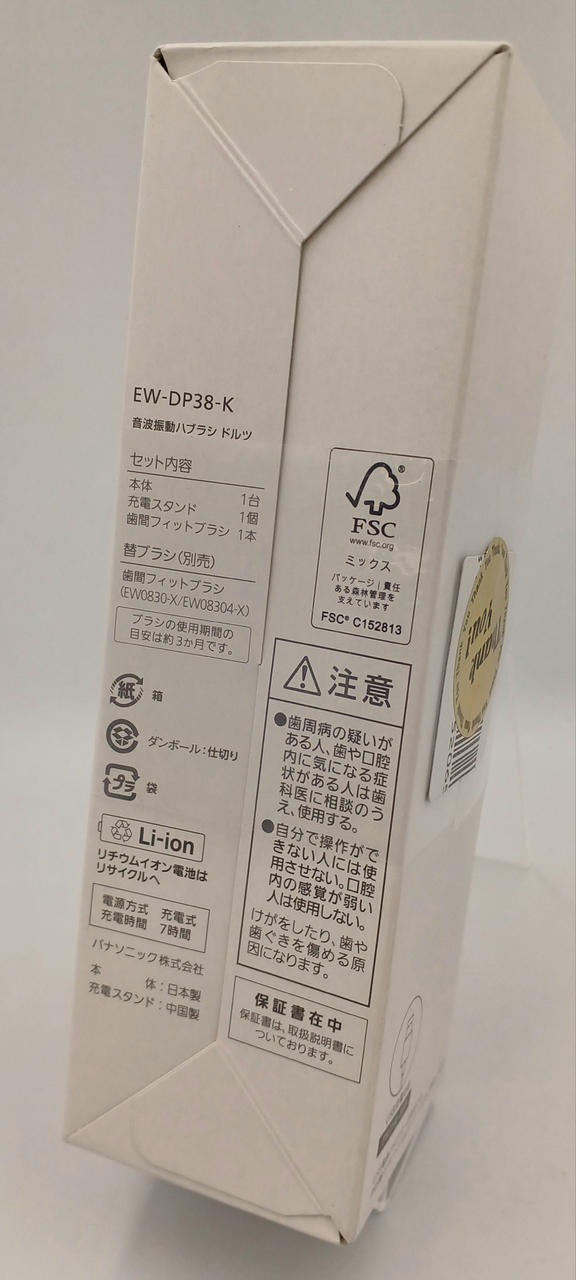 EW-DP38-K
音波振動ハブラシ ドルツ
セット内容
本体 1台
充電スタンド 1個
歯間フィットブラシ 1本
替ブラシ(別売)
歯間フィットブラシ
(EW0830-X/EW08304-X)
ブラシの使用期間の
目安は約3か月です。
紙 箱
ダンボール:仕切り
プラ 袋
Li-ion
リチウムイオン電池は
リサイクルへ
電源方式 充電式
充電時間 7時間
パナソニック株式会社
本 体:日本製
充電スタンド:中国製
®
FSC
www.fsc.org
ミックス
パッケージ|責任
ある森林管理を
支えています
FSC® C152813
注意
●歯周病の疑いが
ある人、歯や口腔
内に気になる症
状がある人は歯
科医に相談のう
え、使用する。
●自分で操作がで
きない人には使
用させない。口腔
内の感覚が弱い
人は使用しない。
けがをしたり、歯や
歯ぐきを傷める原
因になります。
保証書在中
保証書は、取扱説明書に
ついております。
Thank
you!